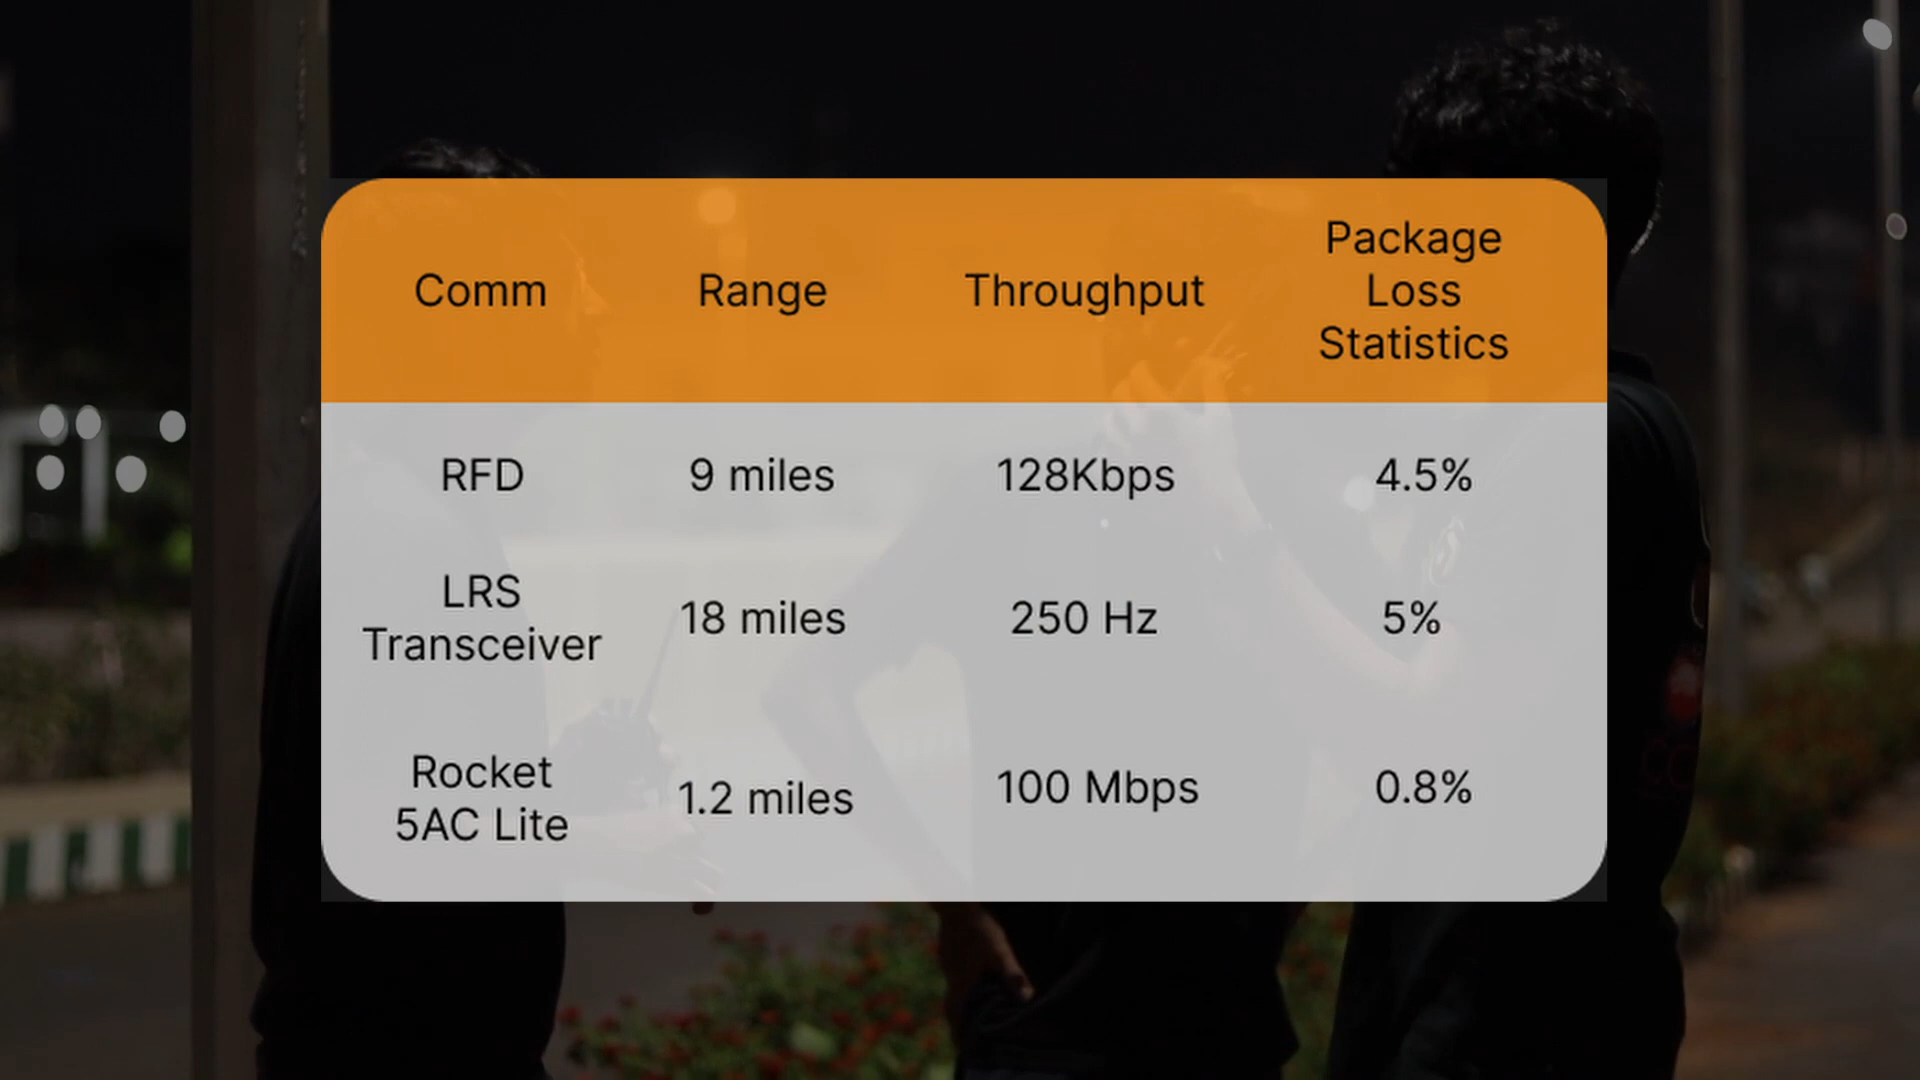 Comm Range Throughput Package
Loss
Statistics
RFD 9 miles 128Kbps 4.5%
LRS
Transceiver 18 miles 250 Hz 5%
Rocket
5AC Lite 1.2 miles 100 Mbps 0.8%